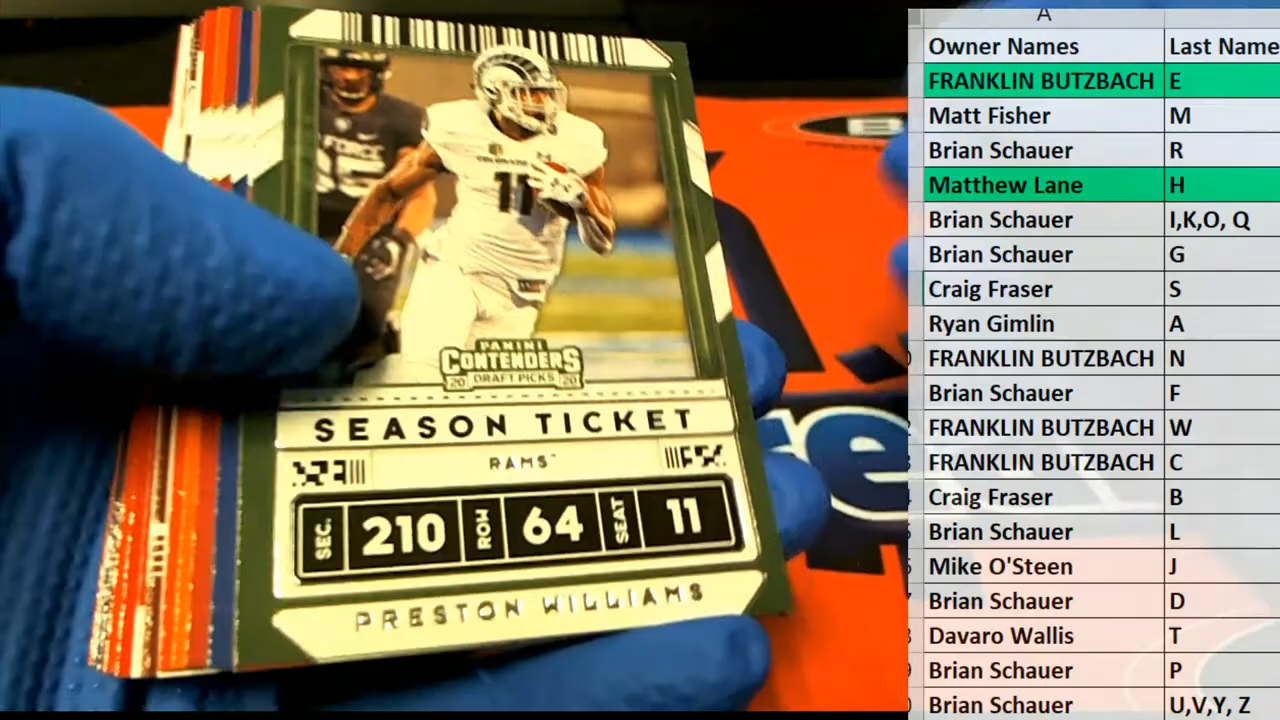 FORCE
COLORADO
11
PANINI
CONTENDERS
20 DRAFT PICKS 20
SEASON TICKET
RAMS
SEC. 210 ROW 64 SEAT 11
PRESTON WILLIAMS
A
Owner Names Last Name
FRANKLIN BUTZBACH E
Matt Fisher M
Brian Schauer R
Matthew Lane H
Brian Schauer I,K,O, Q
Brian Schauer G
Craig Fraser S
Ryan Gimlin A
FRANKLIN BUTZBACH N
Brian Schauer F
FRANKLIN BUTZBACH W
FRANKLIN BUTZBACH C
Craig Fraser B
Brian Schauer L
Mike O'Steen J
Brian Schauer D
Davaro Wallis T
Brian Schauer P
Brian Schauer U,V,Y, Z